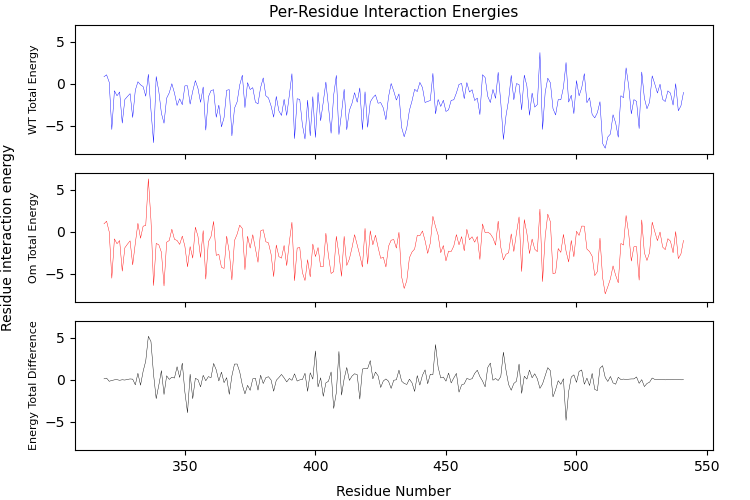 Per-Residue Interaction Energies
Residue interaction energy
WT Total Energy
5
0
−5
Om Total Energy
5
0
−5
Energy Total Difference
5
0
−5
350 400 450 500 550
Residue Number